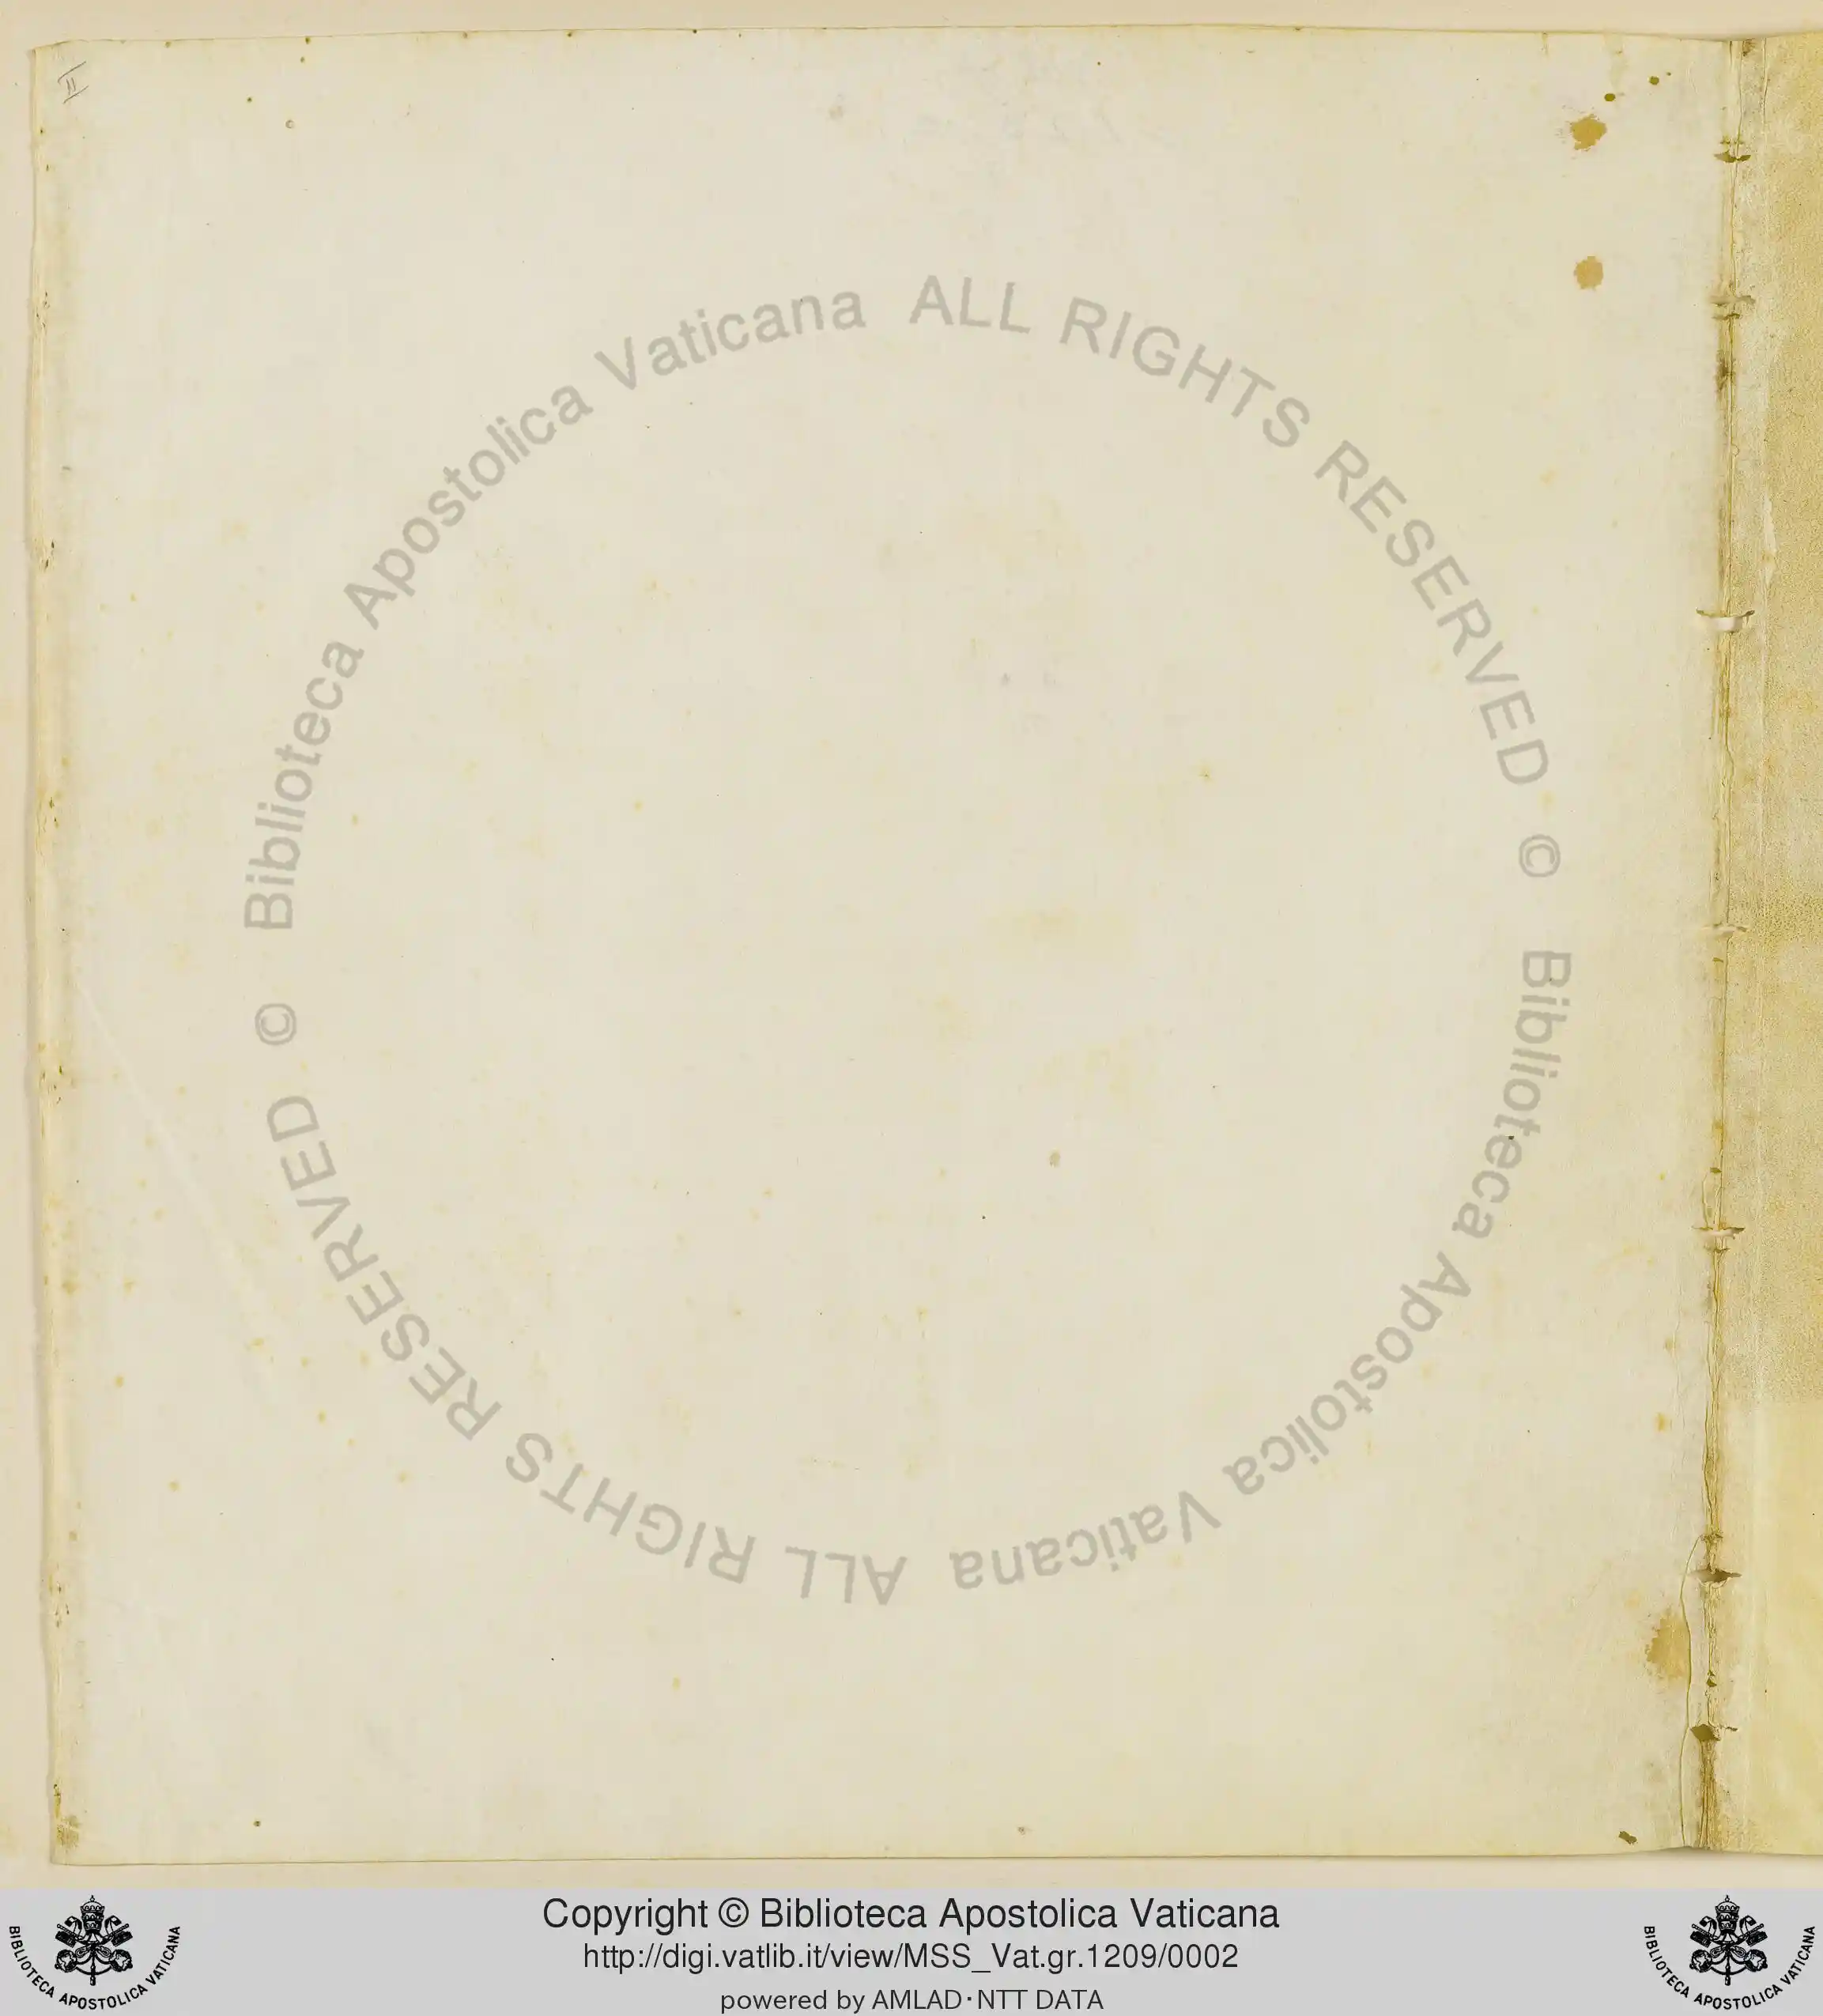 II
© Biblioteca Apostolica Vaticana ALL RIGHTS RESERVED
© Biblioteca Apostolica Vaticana ALL RIGHTS RESERVED
Copyright © Biblioteca Apostolica Vaticana
http://digi.vatlib.it/view/MSS_Vat.gr.1209/0002
powered by AMLAD·NTT DATA
BIBLIOTECA APOSTOLICA VATICANA
BIBLIOTECA APOSTOLICA VATICANA